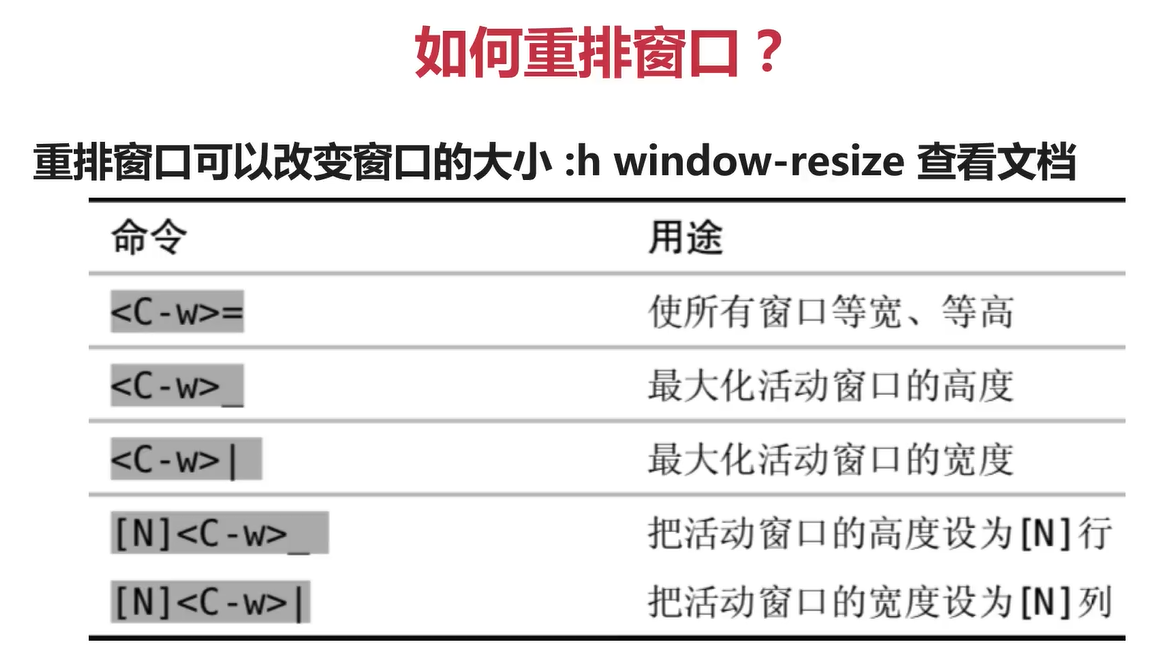 如何重排窗口？
重排窗口可以改变窗口的大小 :h window-resize 查看文档
命令 用途
<C-w>= 使所有窗口等宽、等高
<C-w>_ 最大化活动窗口的高度
<C-w>| 最大化活动窗口的宽度
[N]<C-w>_ 把活动窗口的高度设为[N]行
[N]<C-w>| 把活动窗口的宽度设为[N]列